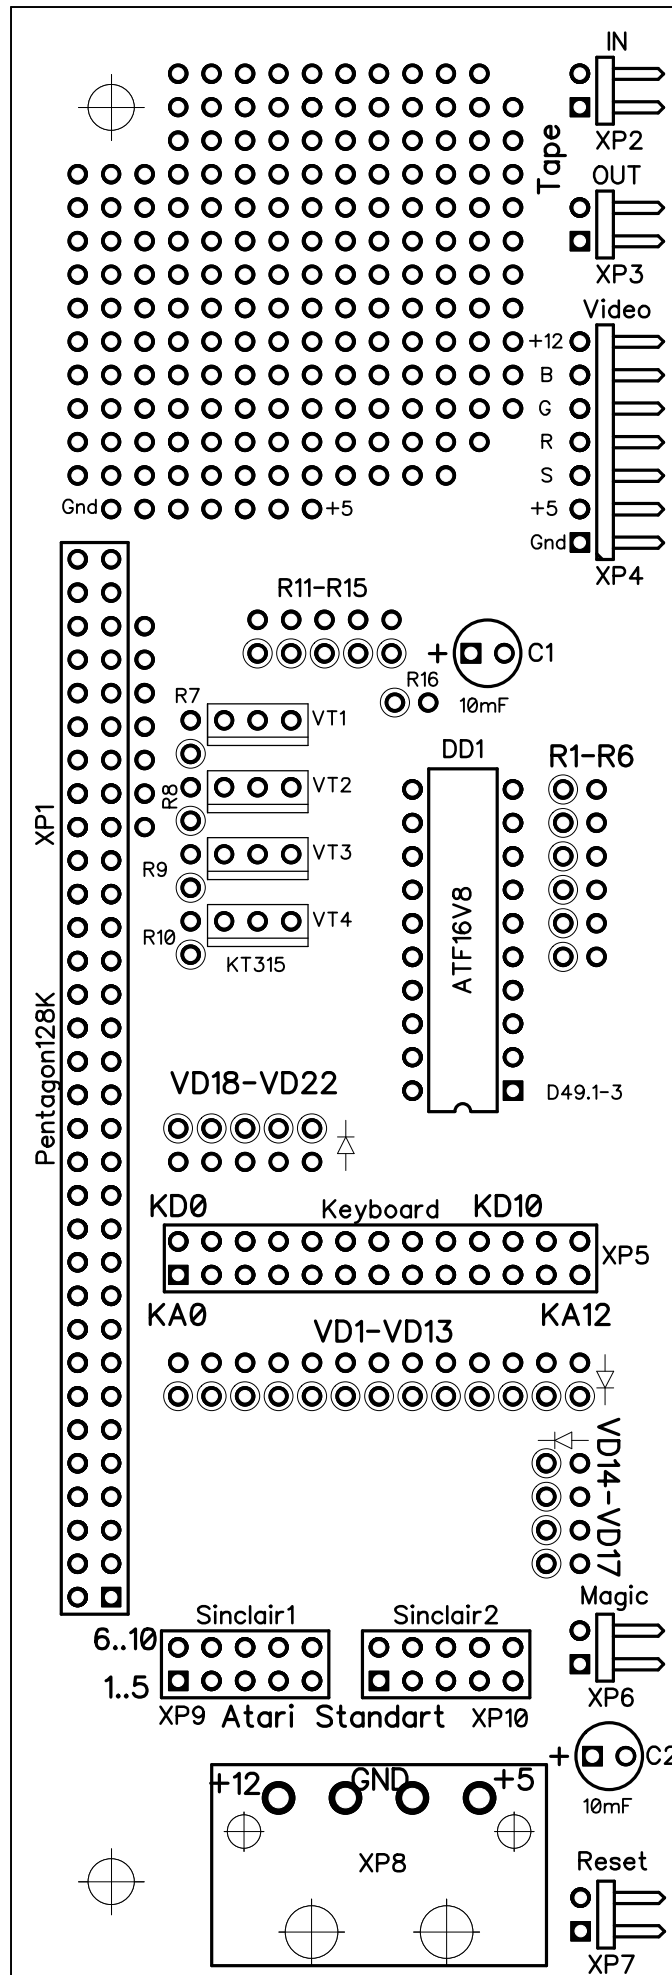 IN
XP2
Tape
OUT
XP3
Video
+12
B
G
R
S
+5
Gnd
XP4
Gnd
+5
R11-R15
+
C1
10mF
R16
R7
VT1
R8
VT2
R9
VT3
R10
VT4
KT315
DD1
R1-R6
ATF16V8
D49.1-3
XP1
Pentagon128K
VD18-VD22
KD0
Keyboard
KD10
XP5
KA0
VD1-VD13
KA12
VD14-VD17
Sinclair1
Sinclair2
6..10
1..5
XP9
Atari Standart
XP10
Magic
XP6
+
C2
10mF
+12
GND
+5
XP8
Reset
XP7